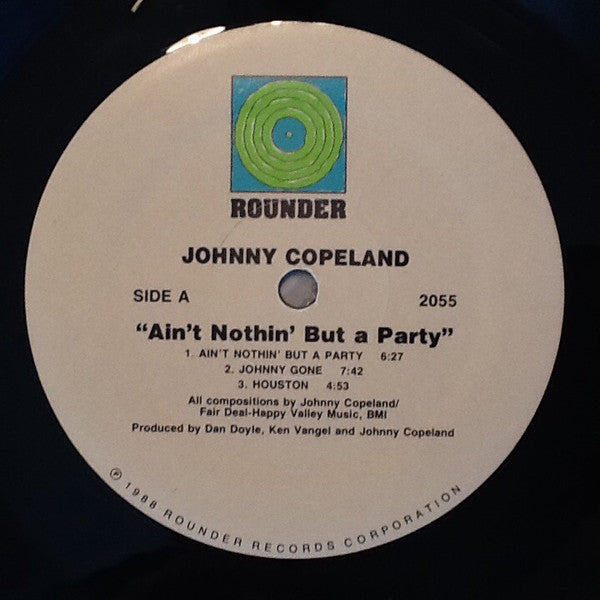 ROUNDER
JOHNNY COPELAND
SIDE A 2055
“Ain't Nothin' But a Party”
1. AIN'T NOTHIN' BUT A PARTY 6:27
2. JOHNNY GONE 7:42
3. HOUSTON 4:53
All compositions by Johnny Copeland/
Fair Deal-Happy Valley Music, BMI
Produced by Dan Doyle, Ken Vangel and Johnny Copeland
℗ 1988 ROUNDER RECORDS CORPORATION